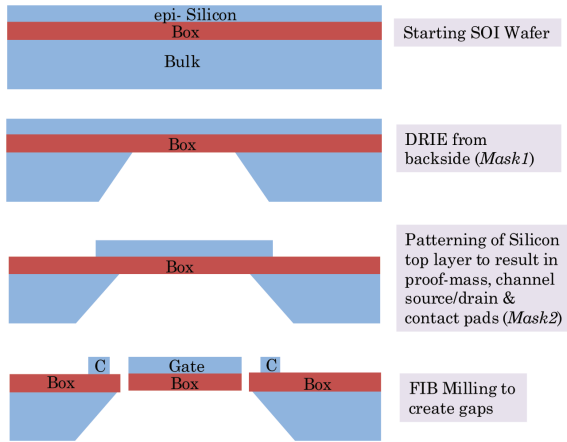 epi- Silicon
Box
Bulk
Starting SOI Wafer
Box
DRIE from
backside (Mask1)
Box
Patterning of Silicon
top layer to result in
proof-mass, channel
source/drain &
contact pads (Mask2)
C
Gate
C
Box
Box
Box
FIB Milling to
create gaps